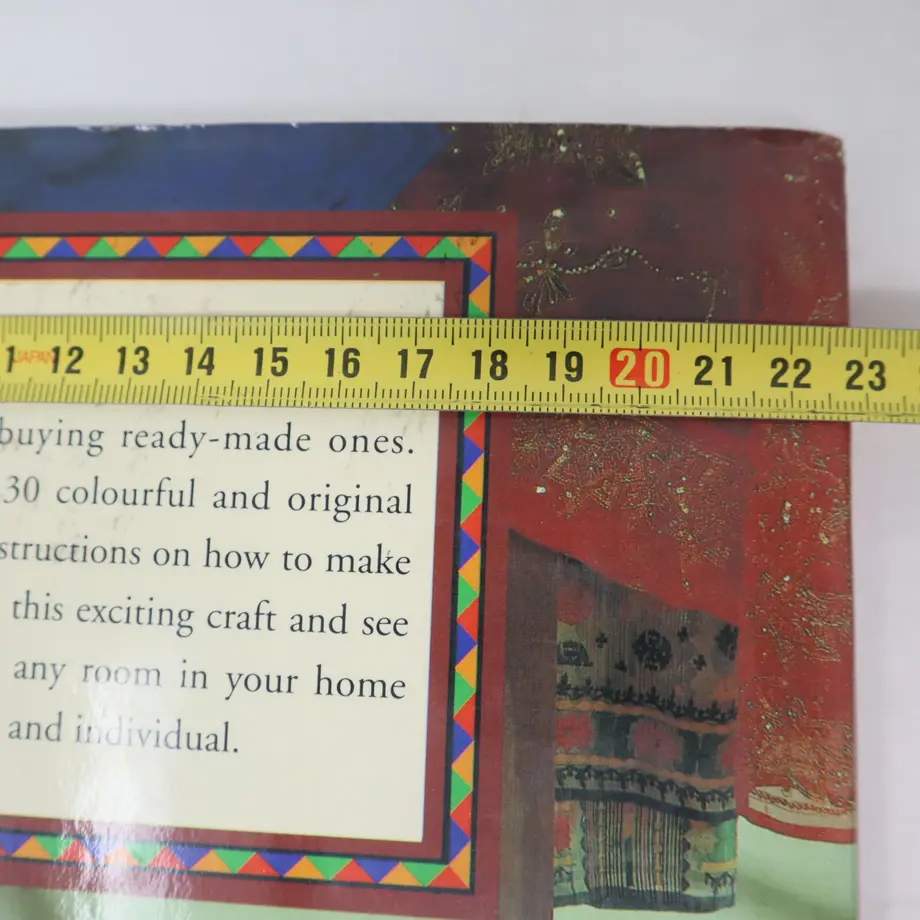 1 JAPAN 12 13 14 15 16 17 18 19 20 21 22 23
buying ready-made ones.
30 colourful and original
structions on how to make
this exciting craft and see
any room in your home
and individual.